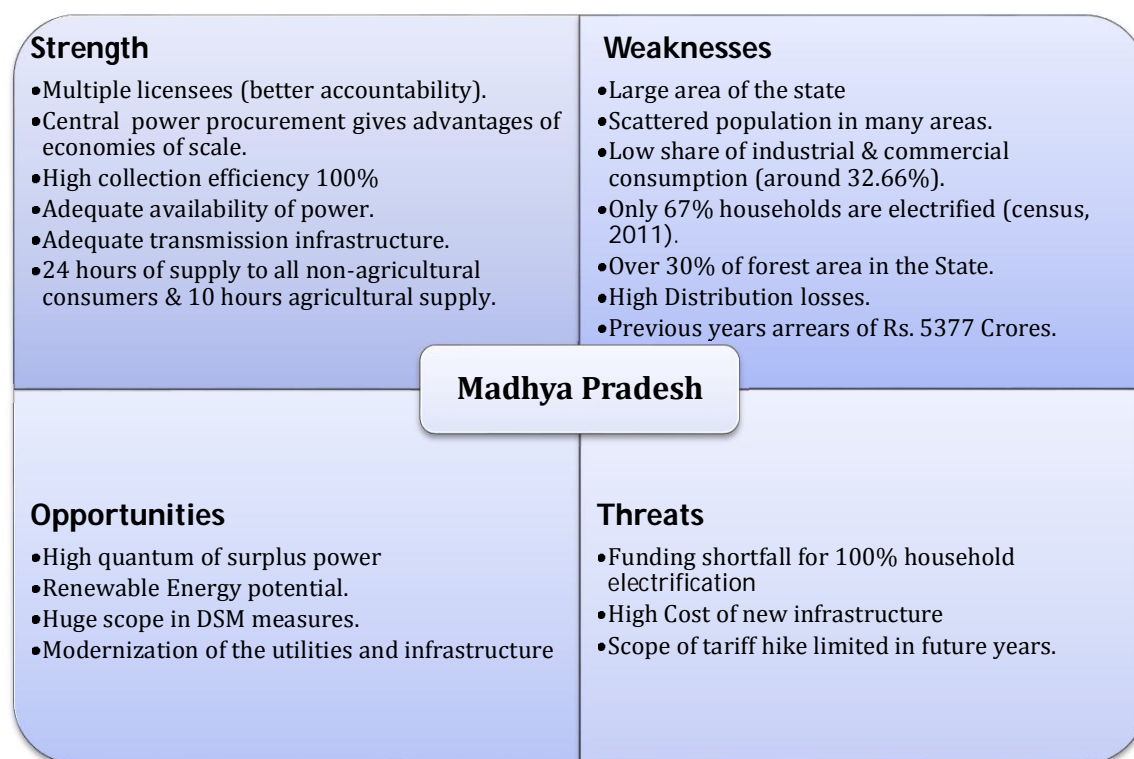 Strength
•Multiple licensees (better accountability).
•Central power procurement gives advantages of
economies of scale.
•High collection efficiency 100%
•Adequate availability of power.
•Adequate transmission infrastructure.
•24 hours of supply to all non-agricultural
consumers & 10 hours agricultural supply.
Weaknesses
•Large area of the state
•Scattered population in many areas.
•Low share of industrial & commercial
consumption (around 32.66%).
•Only 67% households are electrified (census,
2011).
•Over 30% of forest area in the State.
•High Distribution losses.
•Previous years arrears of Rs. 5377 Crores.
Madhya Pradesh
Opportunities
•High quantum of surplus power
•Renewable Energy potential.
•Huge scope in DSM measures.
•Modernization of the utilities and infrastructure
Threats
•Funding shortfall for 100% household
electrification
•High Cost of new infrastructure
•Scope of tariff hike limited in future years.